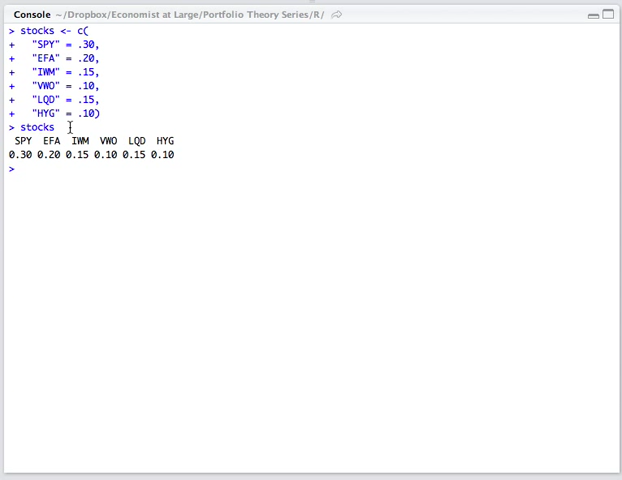 Console ~/Dropbox/Economist at Large/Portfolio Theory Series/R/
> stocks <- c(
+ "SPY" = .30,
+ "EFA" = .20,
+ "IWM" = .15,
+ "VWO" = .10,
+ "LQD" = .15,
+ "HYG" = .10)
> stocks
SPY EFA IWM VWO LQD HYG
0.30 0.20 0.15 0.10 0.15 0.10
>